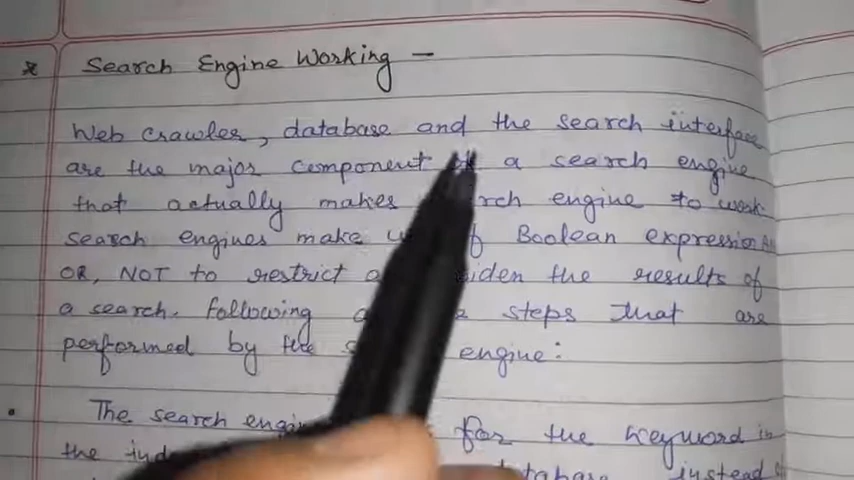 * Search Engine Working -
Web crawler, database and the search interface
are the major component a search engine
that actually makes engine to work
search engines make Boolean expression
OR, NOT to restrict the results of
a search. following steps that are
performed by the engine:
• The search for the keyword in
the instead